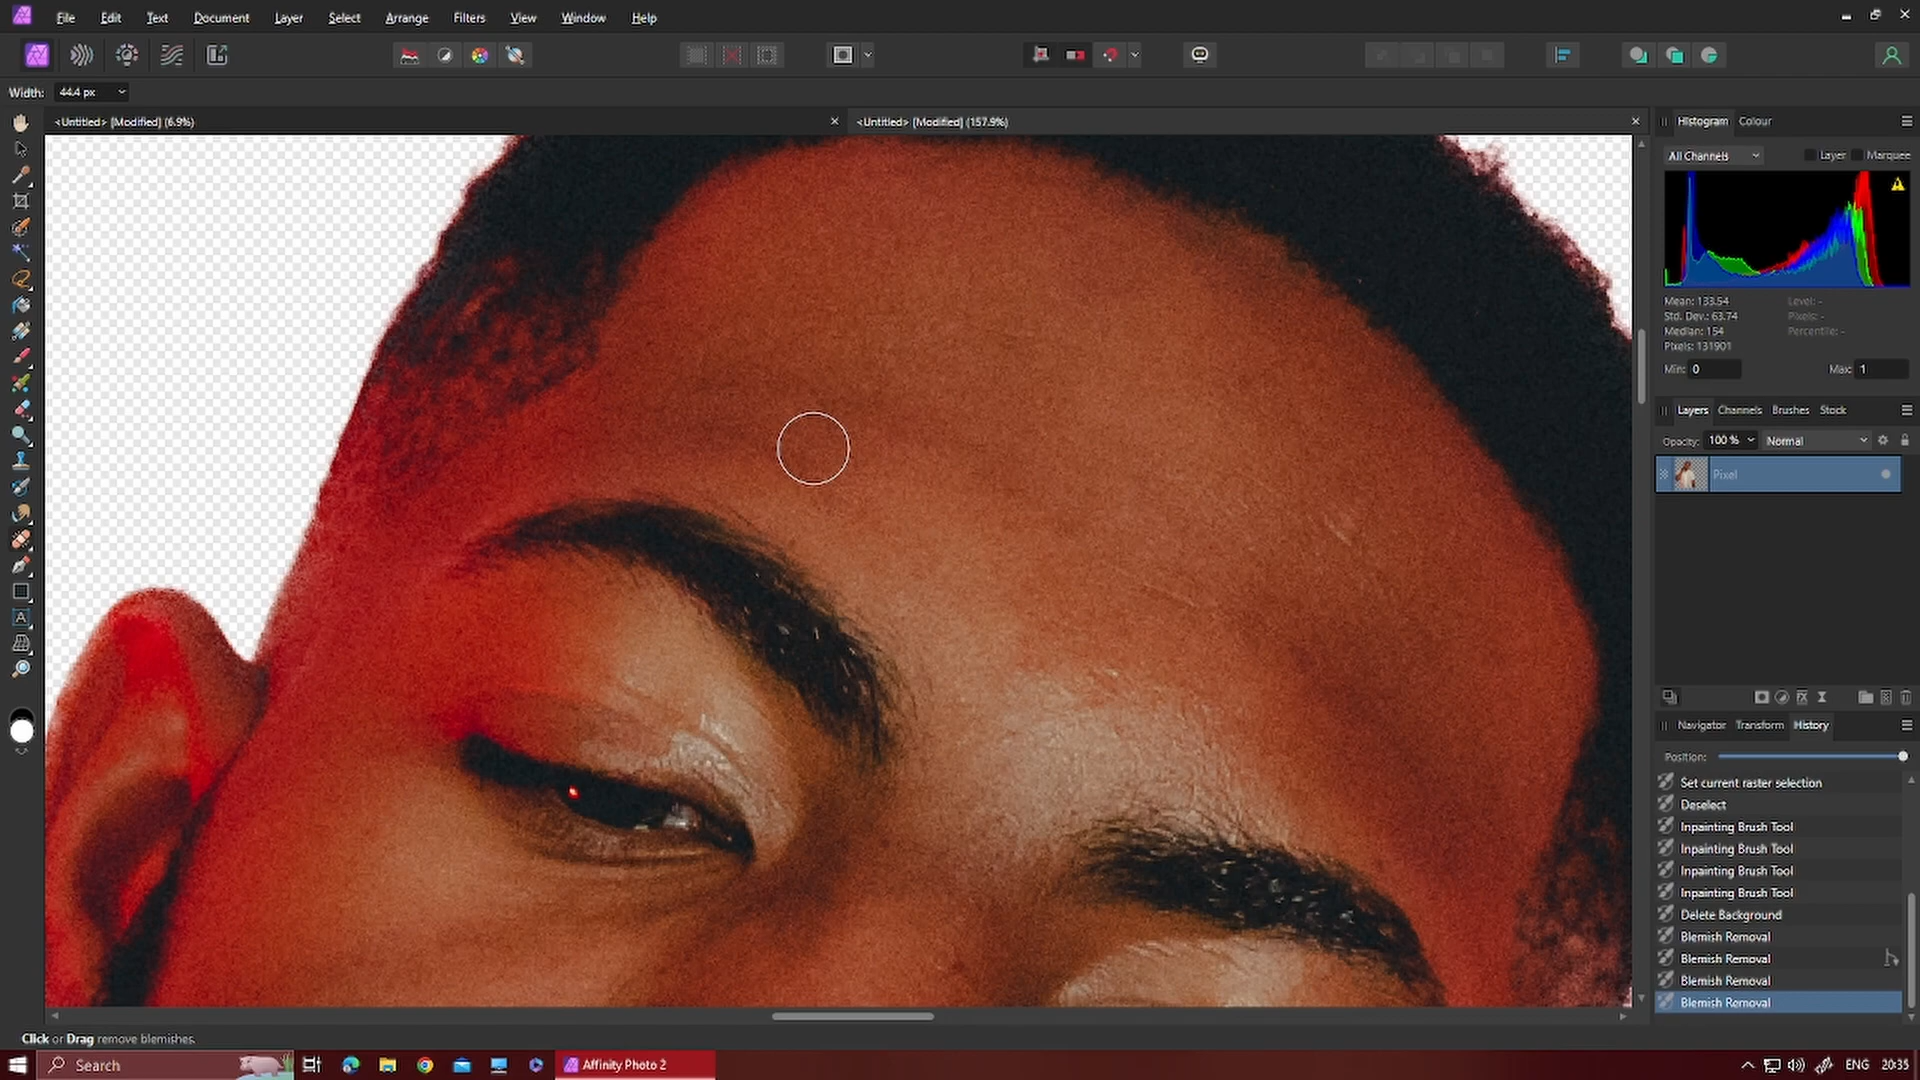 File Edit Text Document Layer Select Arrange Filters View Window Help
Width: 44.4 px
<Untitled> [Modified] (6.9%)
<Untitled> [Modified] (157.9%)
Histogram Colour
All Channels Layer Marquee
Mean: 133.54 Level: -
Std. Dev.: 63.74 Pixels: -
Median: 154 Percentile: -
Pixels: 131901
Min: 0 Max: 1
Layers Channels Brushes Stock
Opacity: 100 % Normal
Pixel
Navigator Transform History
Position:
Set current raster selection
Deselect
Inpainting Brush Tool
Inpainting Brush Tool
Inpainting Brush Tool
Inpainting Brush Tool
Delete Background
Blemish Removal
Blemish Removal
Blemish Removal
Blemish Removal
Click or Drag remove blemishes.
Search
Affinity Photo 2
ENG 20:35